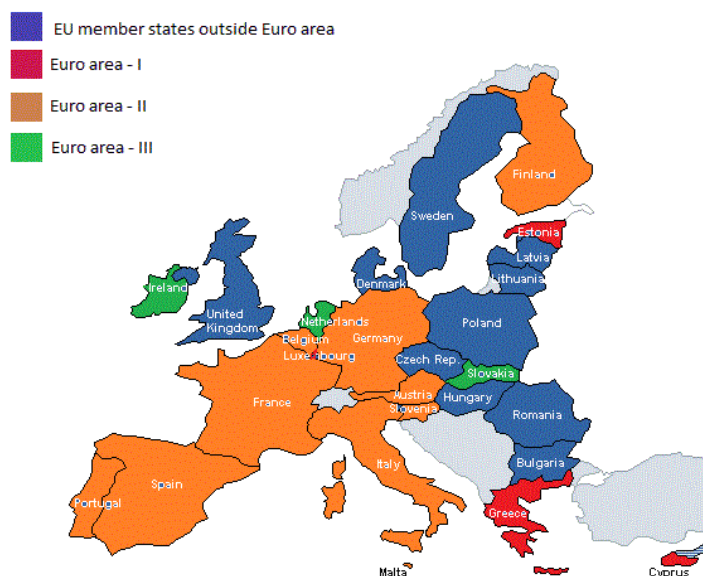 EU member states outside Euro area
Euro area - I
Euro area - II
Euro area - III
Finland
Sweden
Estonia
Latvia
Lithuania
Denmark
Ireland
United
Kingdom
Netherlands
Poland
Belgium
Germany
Luxembourg
Czech Rep.
Slovakia
Austria
Hungary
France
Slovenia
Romania
Italy
Bulgaria
Spain
Portugal
Greece
Malta
Cyprus